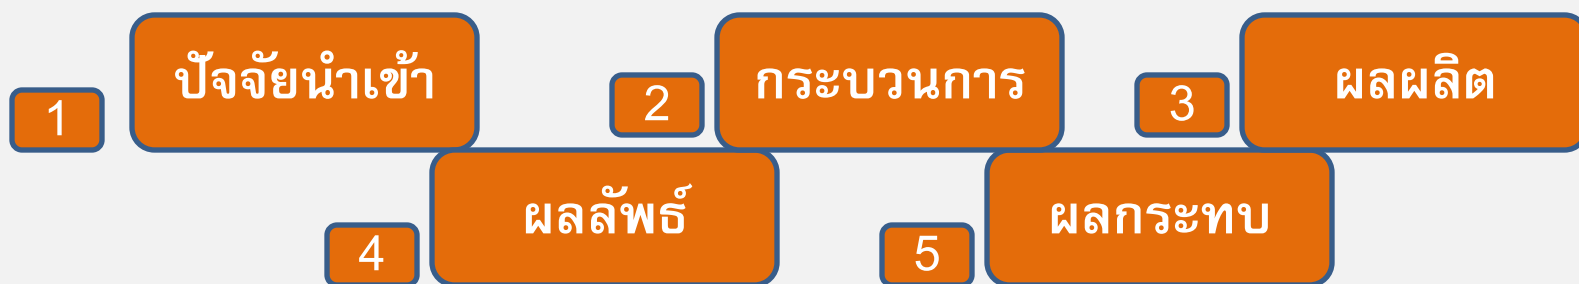 1 ปัจจัยนำเข้า
2 กระบวนการ
3 ผลผลิต
4 ผลลัพธ์
5 ผลกระทบ